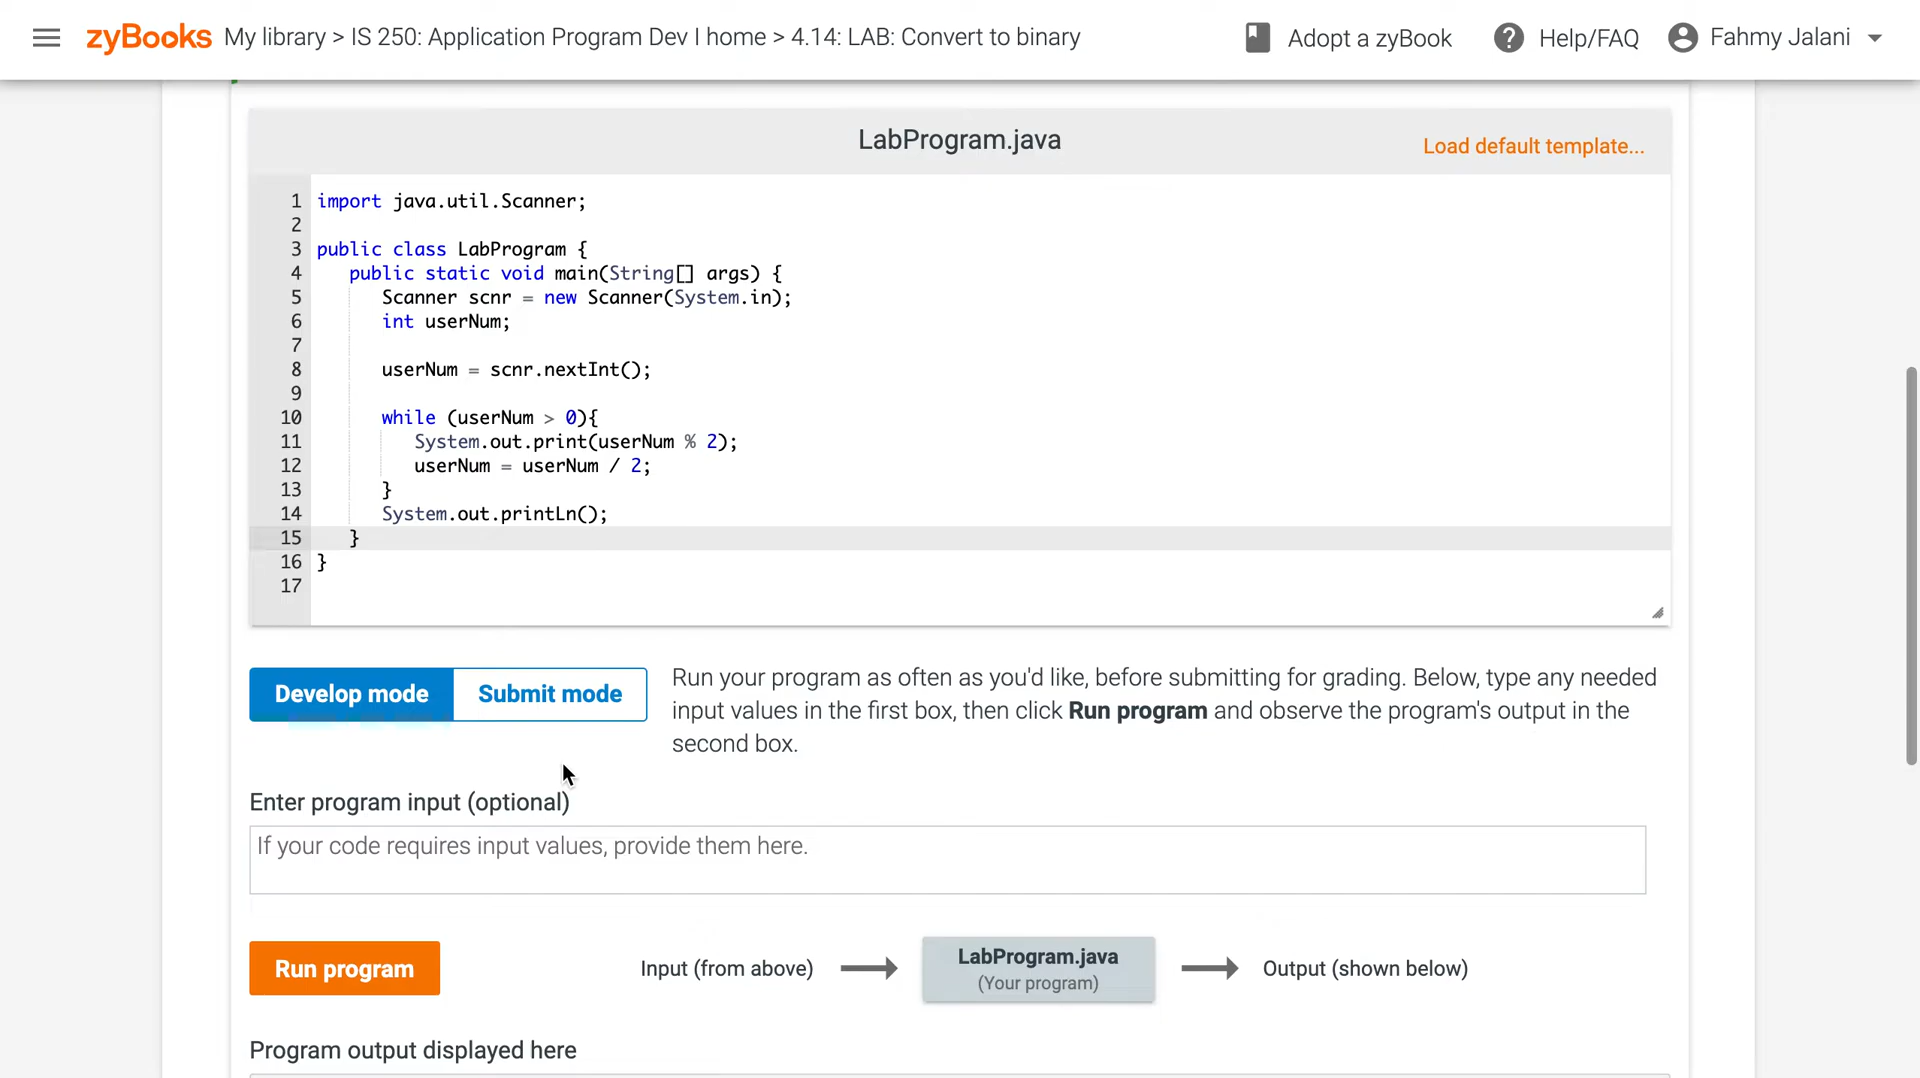 zyBooks My library > IS 250: Application Program Dev I home > 4.14: LAB: Convert to binary Adopt a zyBook Help/FAQ Fahmy Jalani
LabProgram.java
Load default template...
1 import java.util.Scanner;
2
3 public class LabProgram {
4 public static void main(String[] args) {
5 Scanner scnr = new Scanner(System.in);
6 int userNum;
7
8 userNum = scnr.nextInt();
9
10 while (userNum > 0){
11 System.out.print(userNum % 2);
12 userNum = userNum / 2;
13 }
14 System.out.printLn();
15 }
16 }
17
Develop mode Submit mode
Run your program as often as you'd like, before submitting for grading. Below, type any needed
input values in the first box, then click Run program and observe the program's output in the
second box.
Enter program input (optional)
If your code requires input values, provide them here.
Run program
Input (from above)
LabProgram.java
(Your program)
Output (shown below)
Program output displayed here